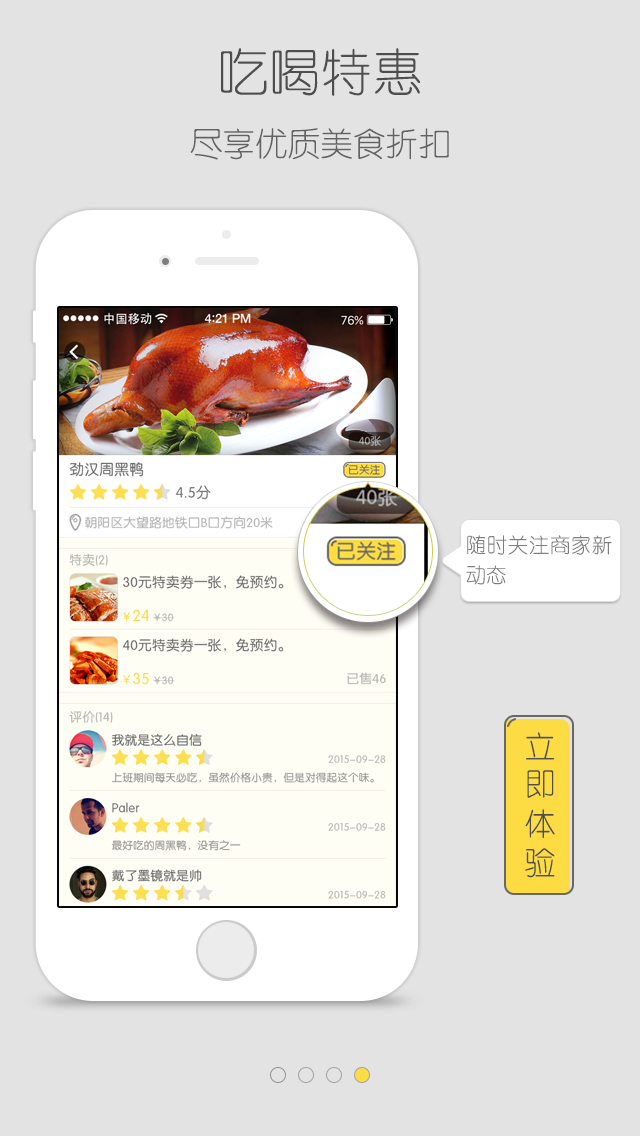 吃喝特惠
尽享优质美食折扣
中国移动 4:21 PM 76%
40张
劲汉周黑鸭 已关注
4.5分
40张
朝阳区大望路地铁口B口方向20米
已关注
随时关注商家新
动态
特卖(2)
30元特卖券一张，免预约。
¥24 ¥30
40元特卖券一张，免预约。
¥35 ¥30 已售46
评价(14)
我就是这么自信
2015-09-28
上班期间每天必吃，虽然价格小贵，但是对得起这个味。
Paler
2015-09-28
最好吃的周黑鸭，没有之一
戴了墨镜就是帅
2015-09-28
立即体验